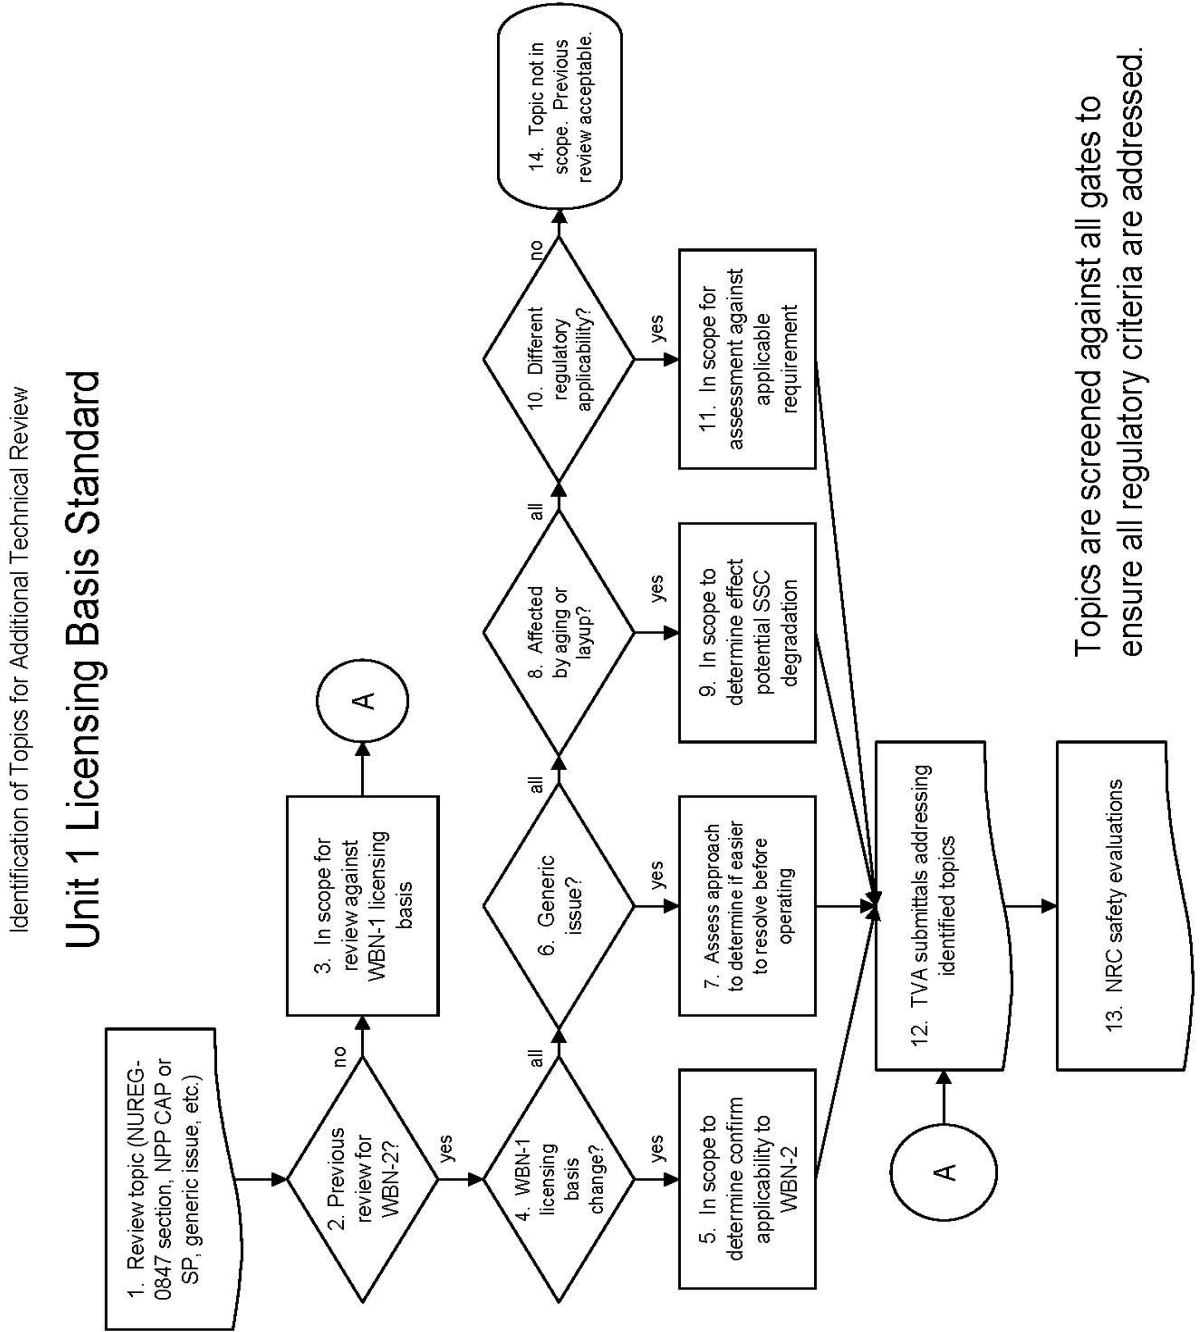 Identification of Topics for Additional Technical Review
Unit 1 Licensing Basis Standard
1. Review topic (NUREG-
0847 section, NPP CAP or
SP, generic issue, etc.)
2. Previous
review for
WBN-2?
no
3. In scope for
review against
WBN-1 licensing
basis
A
yes
4. WBN-1
licensing
basis
change?
all
6. Generic
issue?
all
8. Affected
by aging or
layup?
all
10. Different
regulatory
applicability?
no
14. Topic not in
scope. Previous
review acceptable.
yes
yes
yes
yes
5. In scope to
determine confirm
applicability to
WBN-2
7. Assess approach
to determine if easier
to resolve before
operating
9. In scope to
determine effect
potential SSC
degradation
11. In scope for
assessment against
applicable
requirement
A
12. TVA submittals addressing
identified topics
13. NRC safety evaluations
Topics are screened against all gates to
ensure all regulatory criteria are addressed.